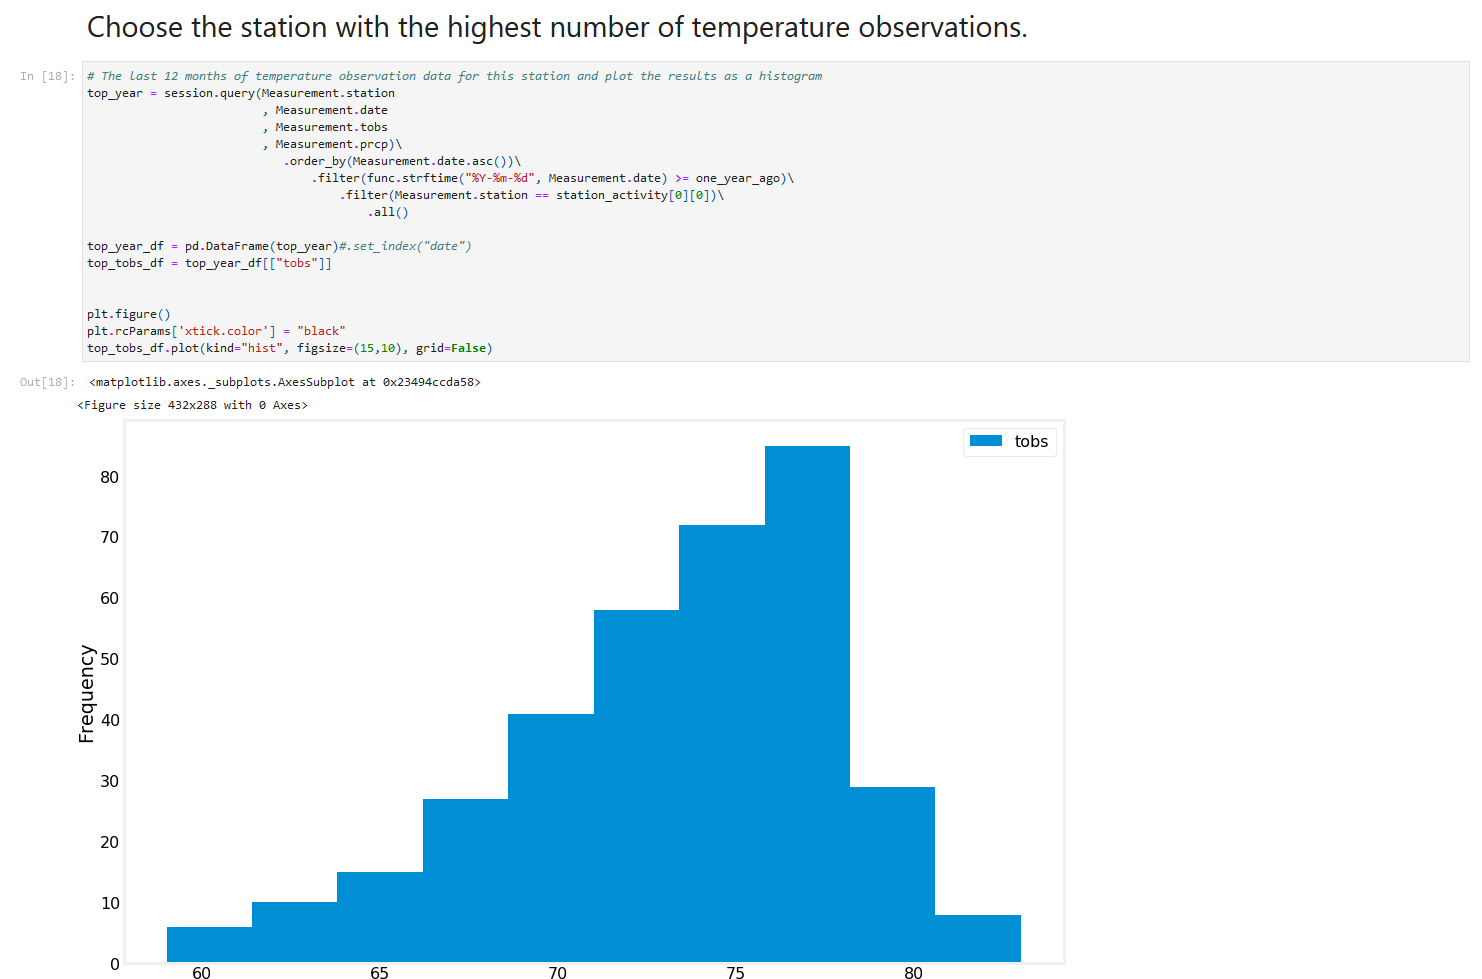 Choose the station with the highest number of temperature observations.
In [18]:
# The last 12 months of temperature observation data for this station and plot the results as a histogram
top_year = session.query(Measurement.station
, Measurement.date
, Measurement.tobs
, Measurement.prcp)\
.order_by(Measurement.date.asc())\
.filter(func.strftime("%Y-%m-%d", Measurement.date) >= one_year_ago)\
.filter(Measurement.station == station_activity[0][0])\
.all()
top_year_df = pd.DataFrame(top_year)#.set_index("date")
top_tobs_df = top_year_df[["tobs"]]
plt.figure()
plt.rcParams['xtick.color'] = "black"
top_tobs_df.plot(kind="hist", figsize=(15,10), grid=False)
Out[18]:
<matplotlib.axes._subplots.AxesSubplot at 0x23494ccda58>
<Figure size 432x288 with 0 Axes>
tobs
Frequency
80
70
60
50
40
30
20
10
0
60 65 70 75 80